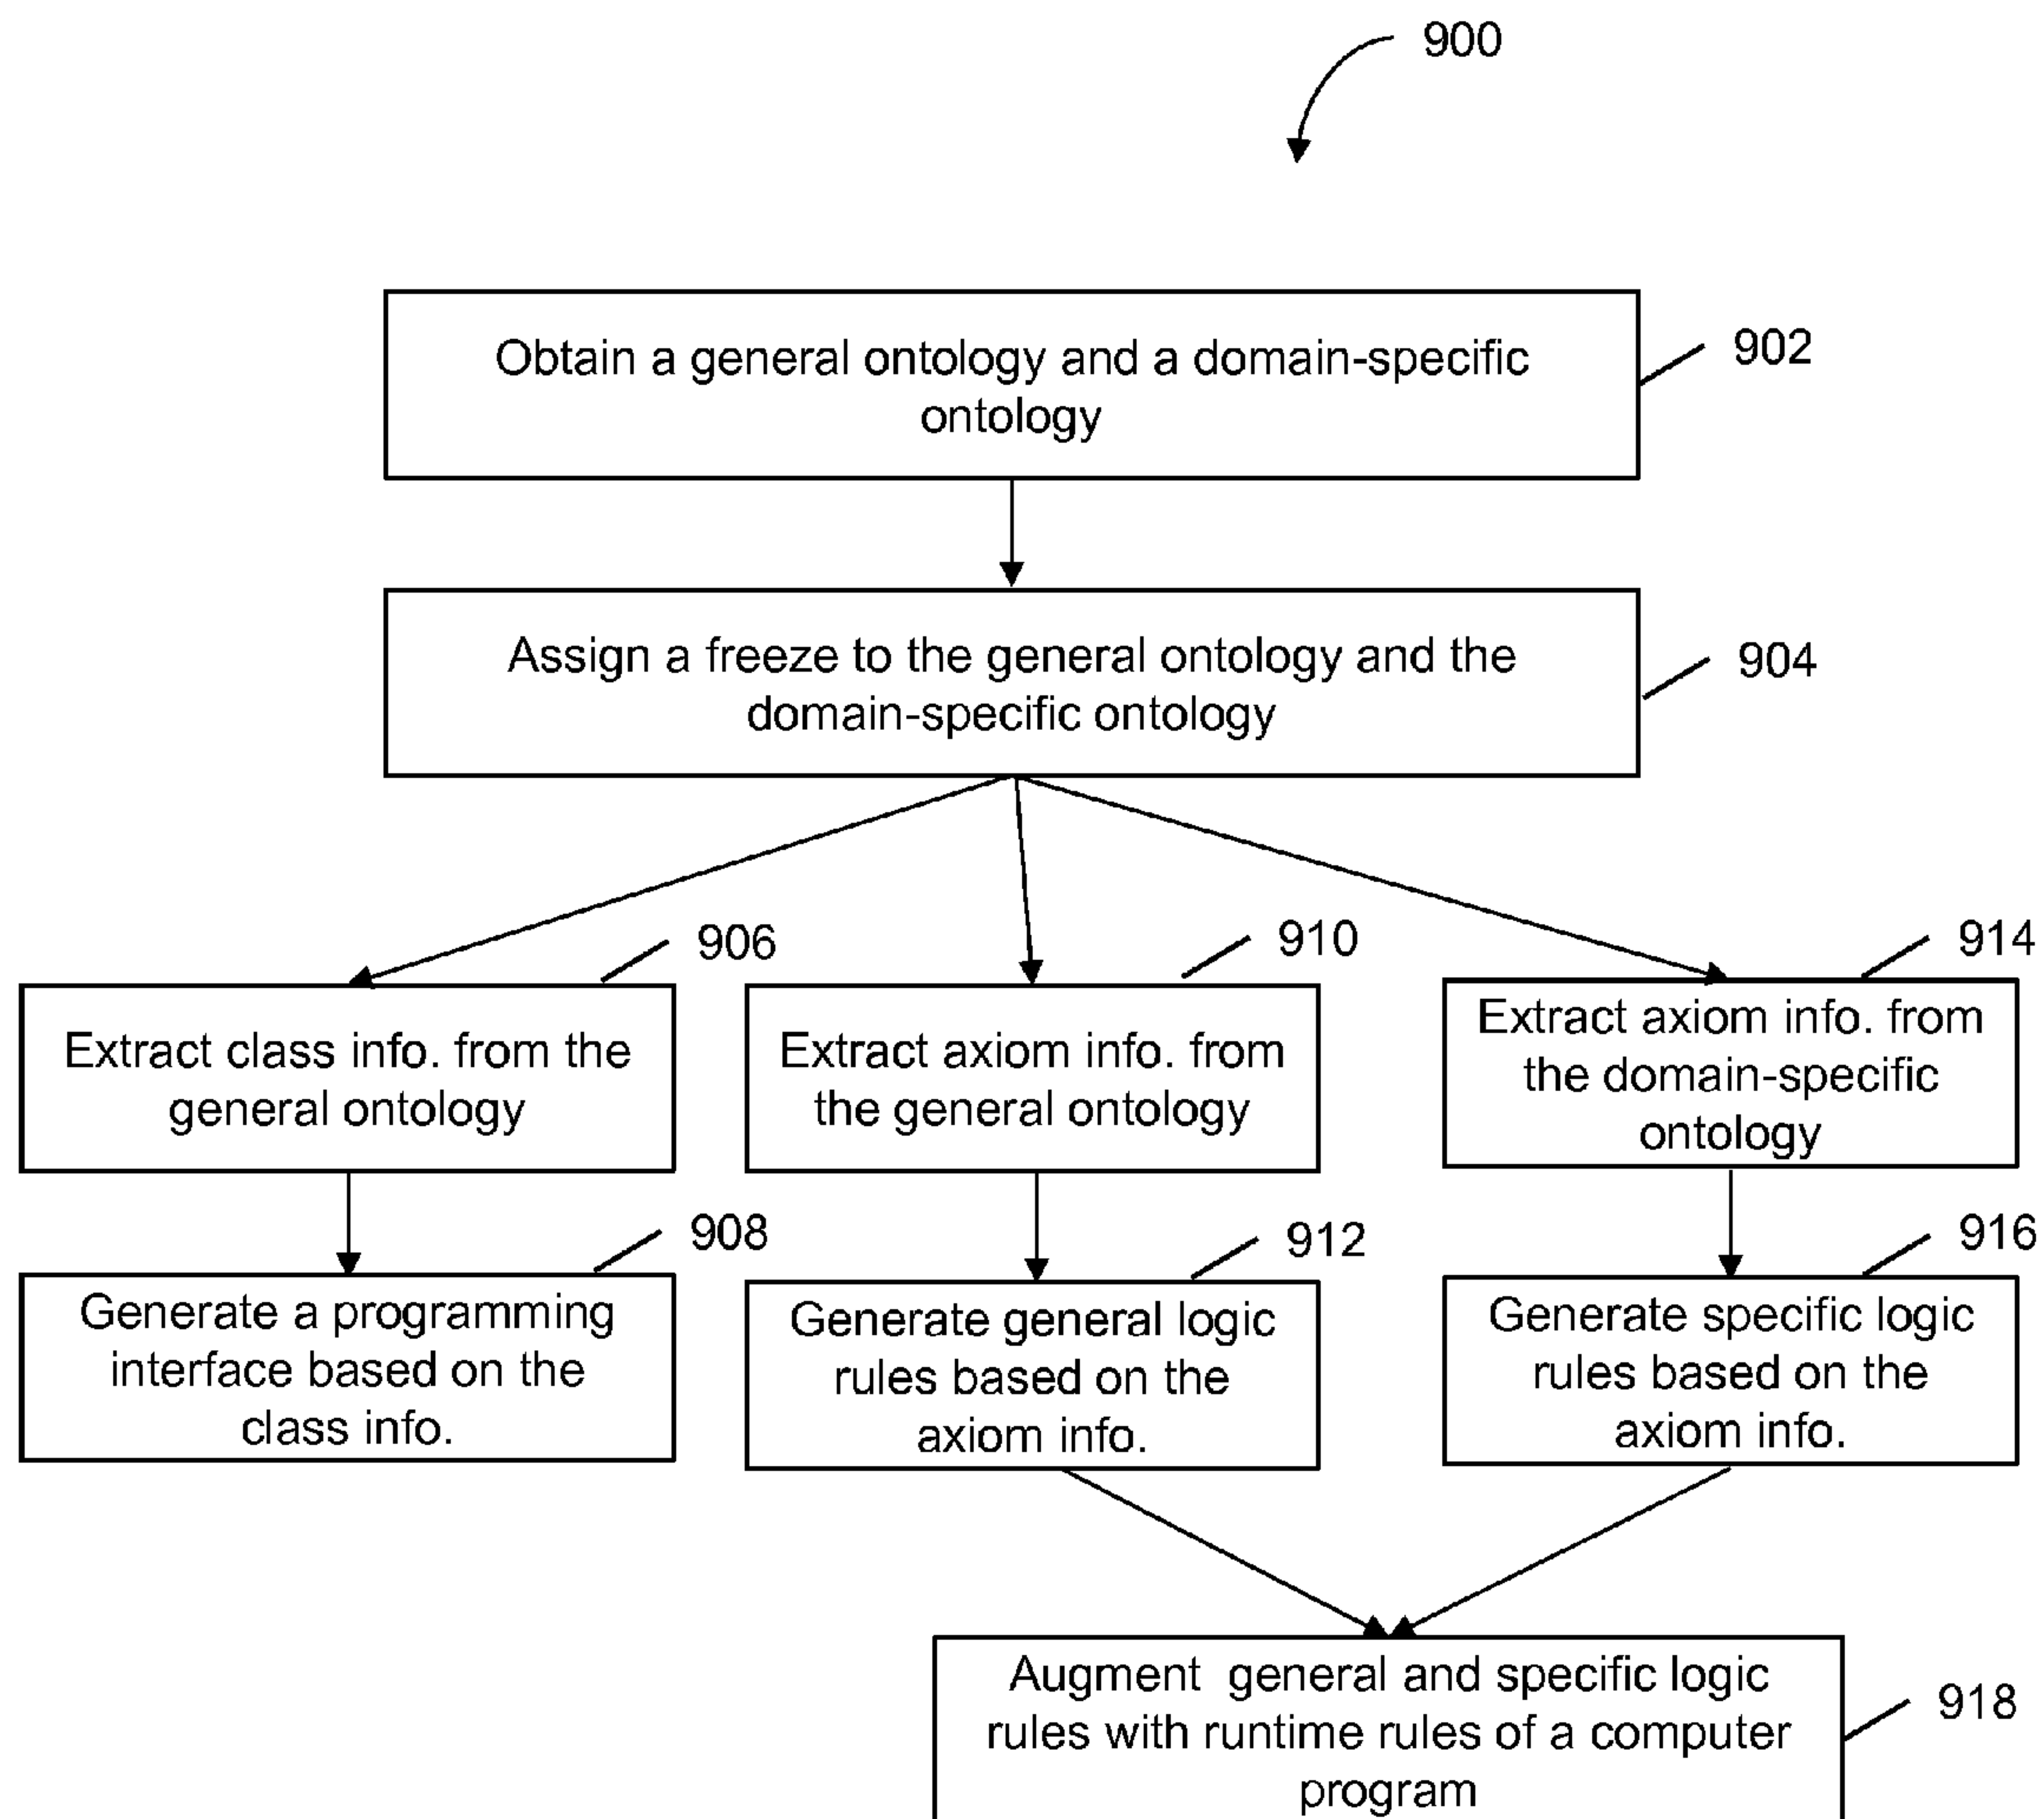 900
Obtain a general ontology and a domain-specific
ontology
902
Assign a freeze to the general ontology and the
domain-specific ontology
904
906
Extract class info. from the
general ontology
910
Extract axiom info. from
the general ontology
914
Extract axiom info. from
the domain-specific
ontology
908
Generate a programming
interface based on the
class info.
912
Generate general logic
rules based on the
axiom info.
916
Generate specific logic
rules based on the
axiom info.
Augment general and specific logic
rules with runtime rules of a computer
program
918